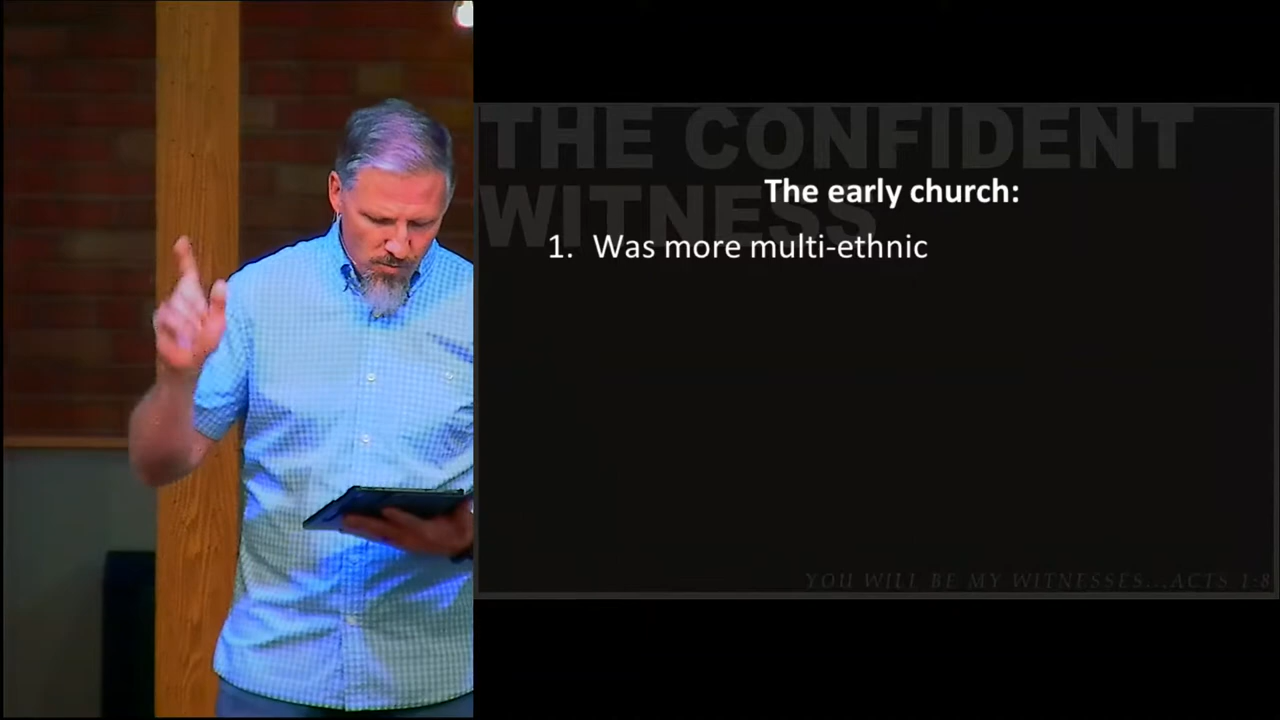 THE CONFIDENT
WITNESS
The early church:
1. Was more multi-ethnic
YOU WILL BE MY WITNESSES...ACTS 1-8